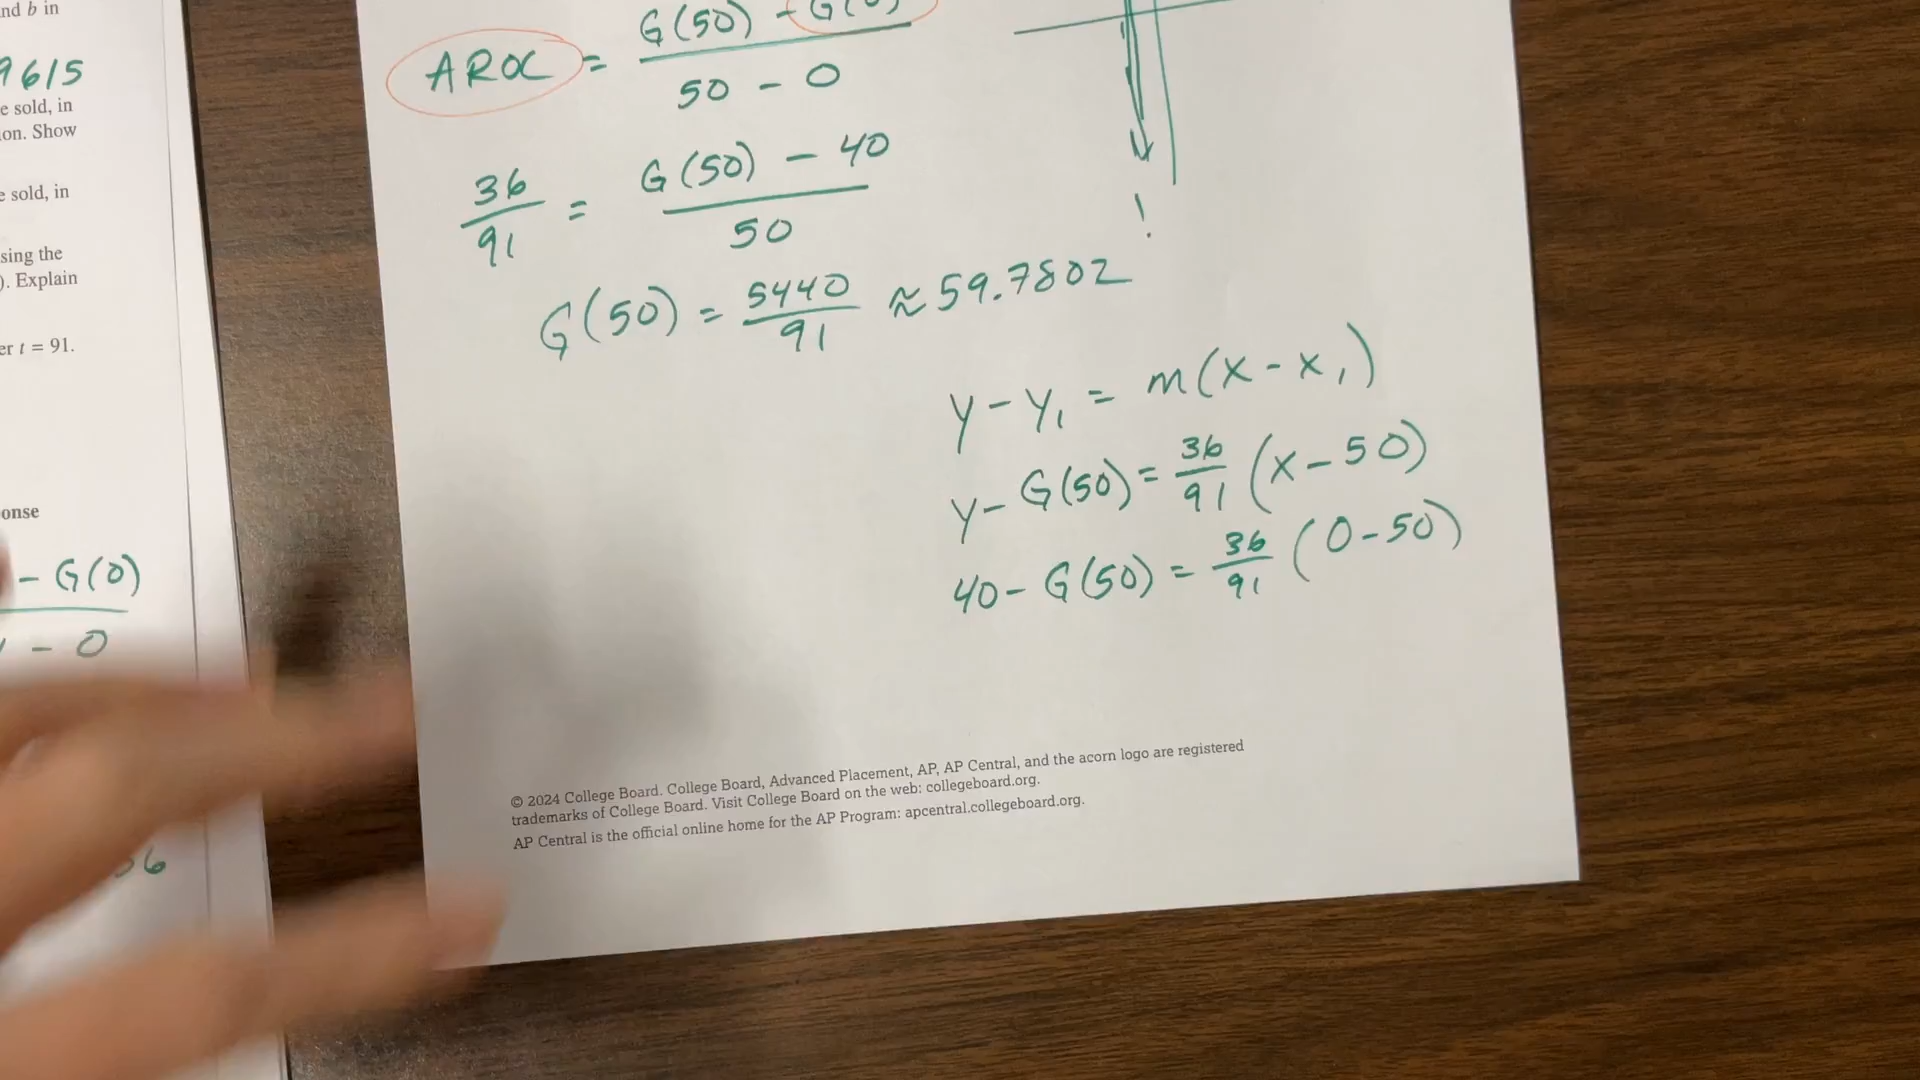 nd b in
9615
e sold, in
on. Show
e sold, in
sing the
). Explain
er t = 91.
onse
- G(0)
- 0
56
AROC = G(50) - G(0)
50 - 0
36/91 = G(50) - 40
50
G(50) = 5440/91 ≈ 59.7802
!
y - y₁ = m(x - x₁)
y - G(50) = 36/91 (x - 50)
40 - G(50) = 36/91 (0 - 50)
© 2024 College Board. College Board, Advanced Placement, AP, AP Central, and the acorn logo are registered
trademarks of College Board. Visit College Board on the web: collegeboard.org.
AP Central is the official online home for the AP Program: apcentral.collegeboard.org.